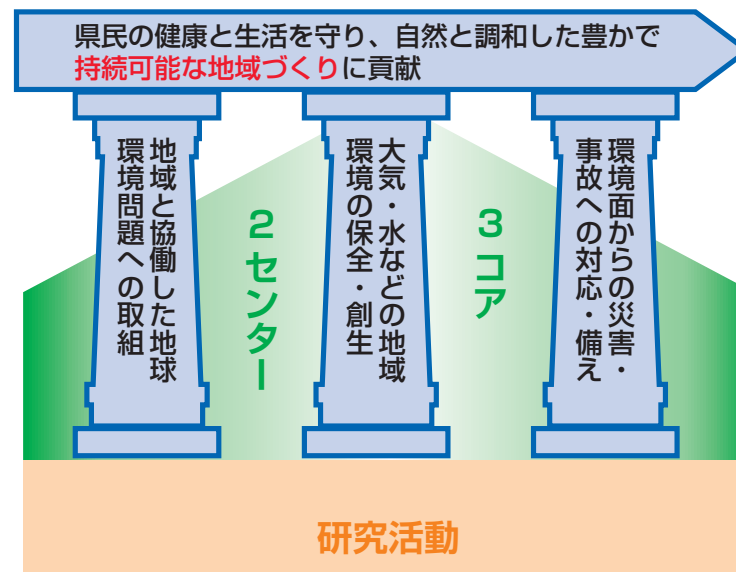 県民の健康と生活を守り、自然と調和した豊かで
持続可能な地域づくりに貢献
地域と協働した地球
環境問題への取組
2センター
大気・水などの地域
環境の保全・創生
3コア
環境面からの災害・
事故への対応・備え
研究活動